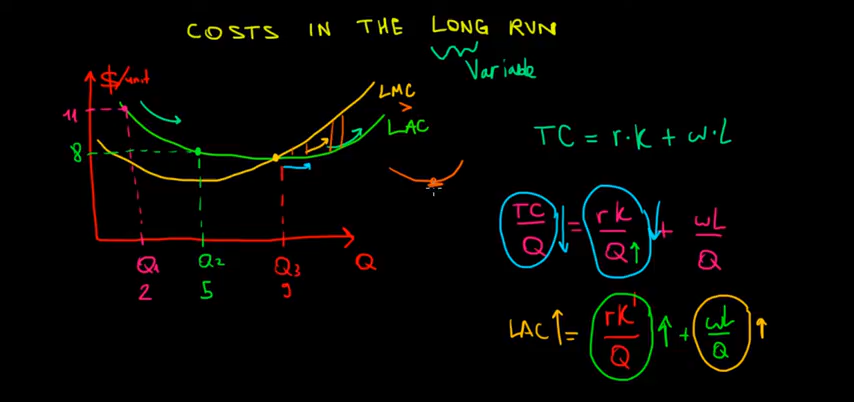 COSTS IN THE LONG RUN
Variable
$/unit
LMC
>
LAC
11
8
TC = r·K + w·L
TC/Q = rK/Q + wL/Q
LAC = rK'/Q + wL/Q
Q1 Q2 Q3 Q
2 5 9